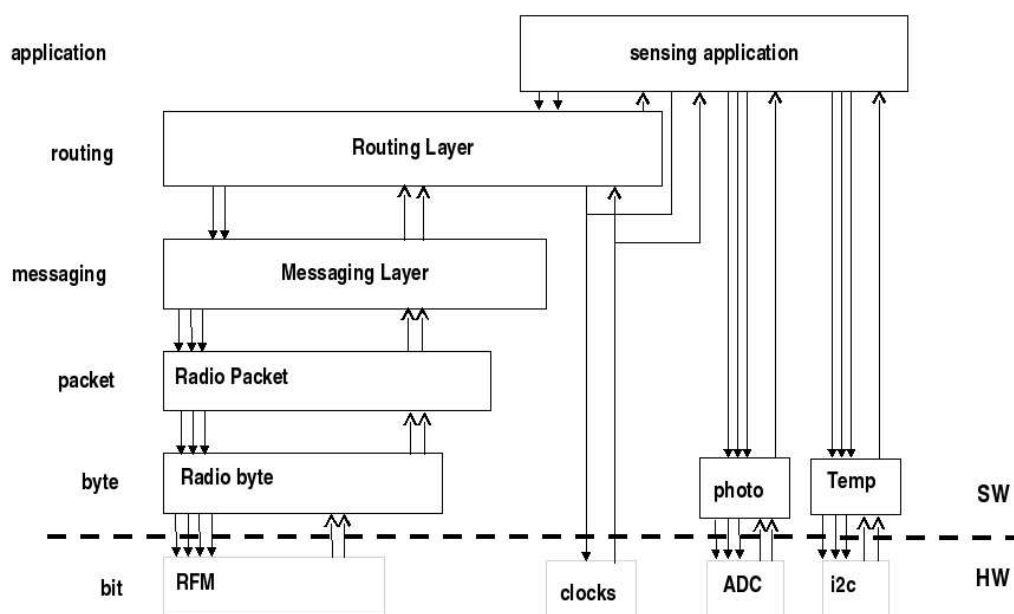 application
sensing application
routing
Routing Layer
messaging
Messaging Layer
packet
Radio Packet
byte
Radio byte
photo
Temp
SW
bit
RFM
clocks
ADC
i2c
HW